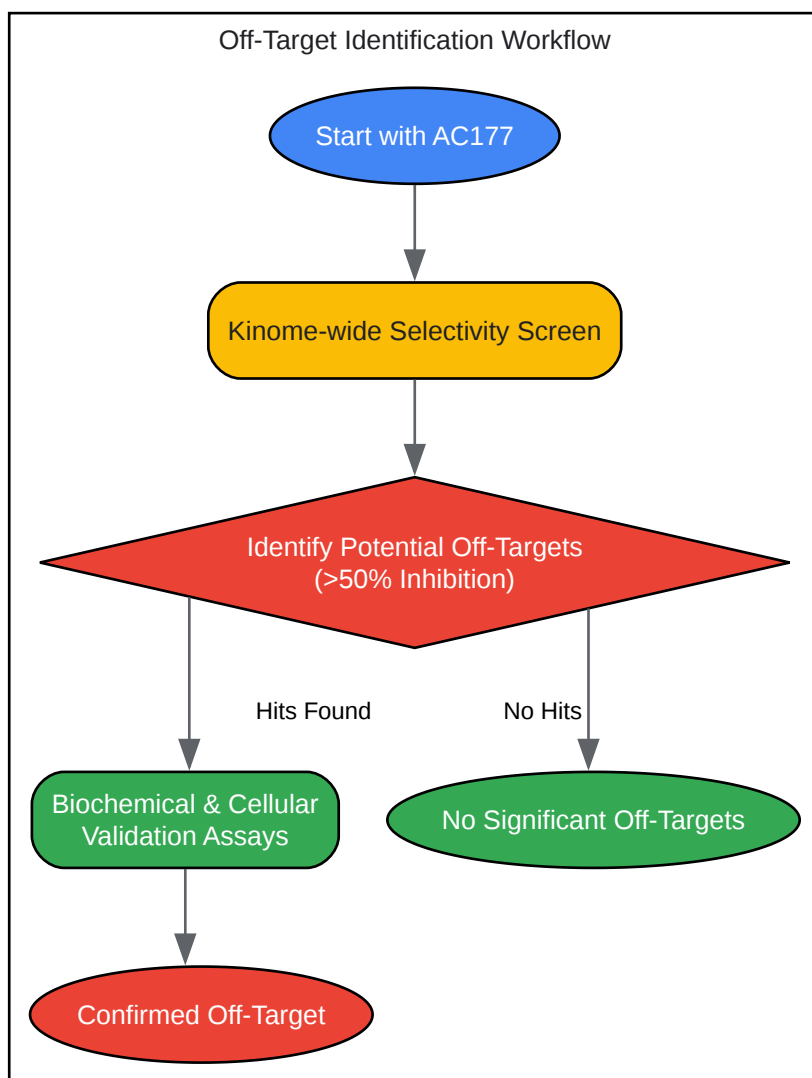 Off-Target Identification Workflow
Start with AC177
Kinome-wide Selectivity Screen
Identify Potential Off-Targets
(>50% Inhibition)
Hits Found
No Hits
Biochemical & Cellular
Validation Assays
No Significant Off-Targets
Confirmed Off-Target